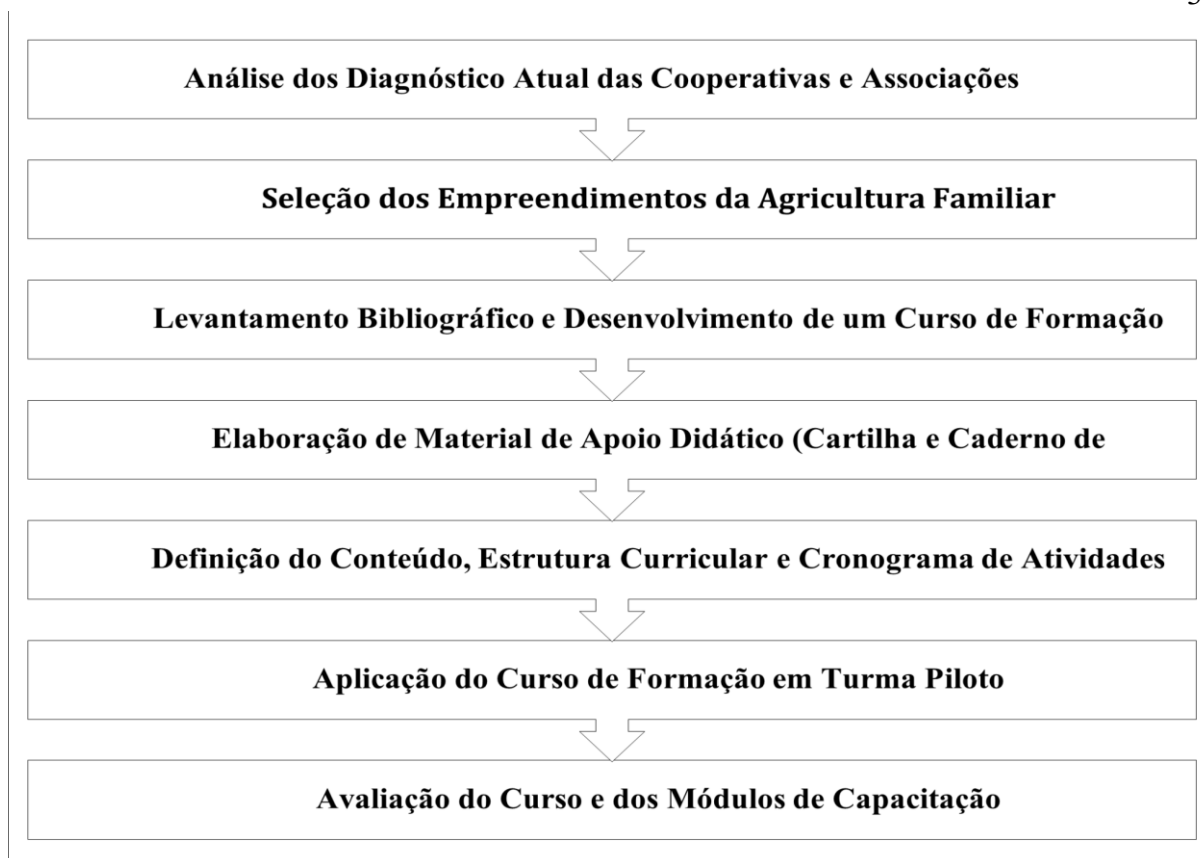 Análise dos Diagnóstico Atual das Cooperativas e Associações
Seleção dos Empreendimentos da Agricultura Familiar
Levantamento Bibliográfico e Desenvolvimento de um Curso de Formação
Elaboração de Material de Apoio Didático (Cartilha e Caderno de
Definição do Conteúdo, Estrutura Curricular e Cronograma de Atividades
Aplicação do Curso de Formação em Turma Piloto
Avaliação do Curso e dos Módulos de Capacitação